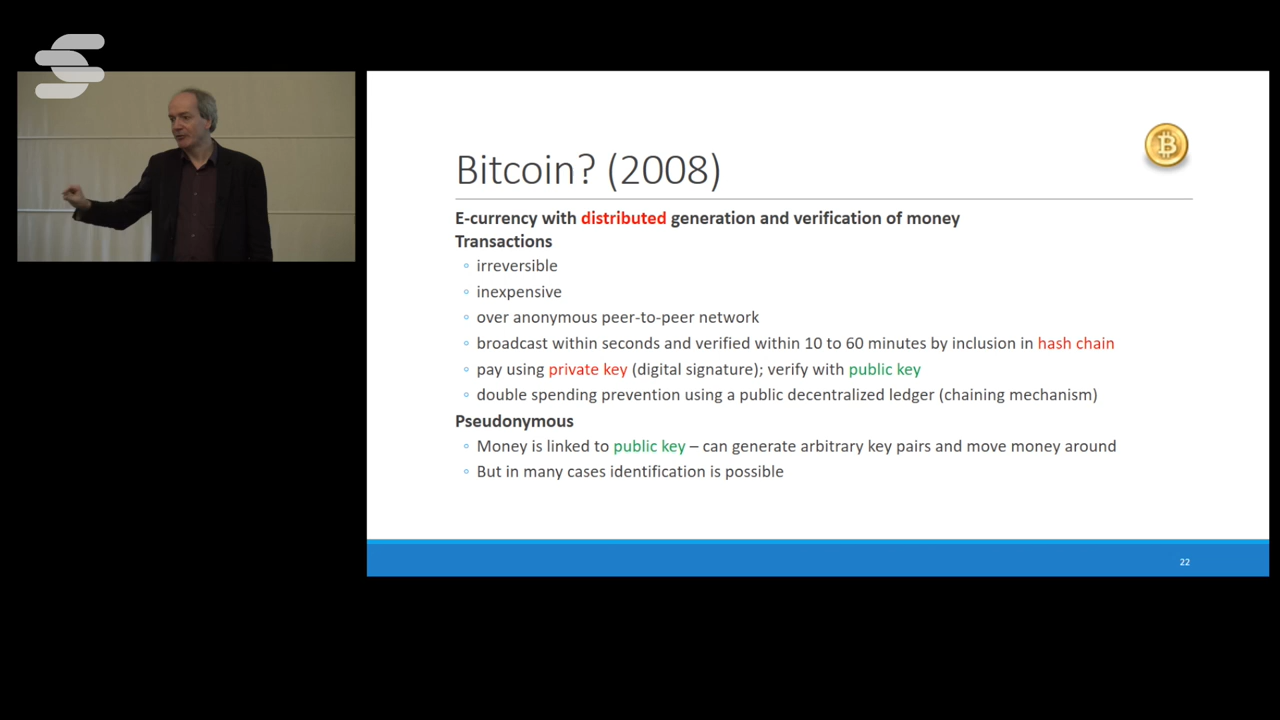 Bitcoin? (2008)
E-currency with distributed generation and verification of money
Transactions
◦ irreversible
◦ inexpensive
◦ over anonymous peer-to-peer network
◦ broadcast within seconds and verified within 10 to 60 minutes by inclusion in hash chain
◦ pay using private key (digital signature); verify with public key
◦ double spending prevention using a public decentralized ledger (chaining mechanism)
Pseudonymous
◦ Money is linked to public key – can generate arbitrary key pairs and move money around
◦ But in many cases identification is possible
22